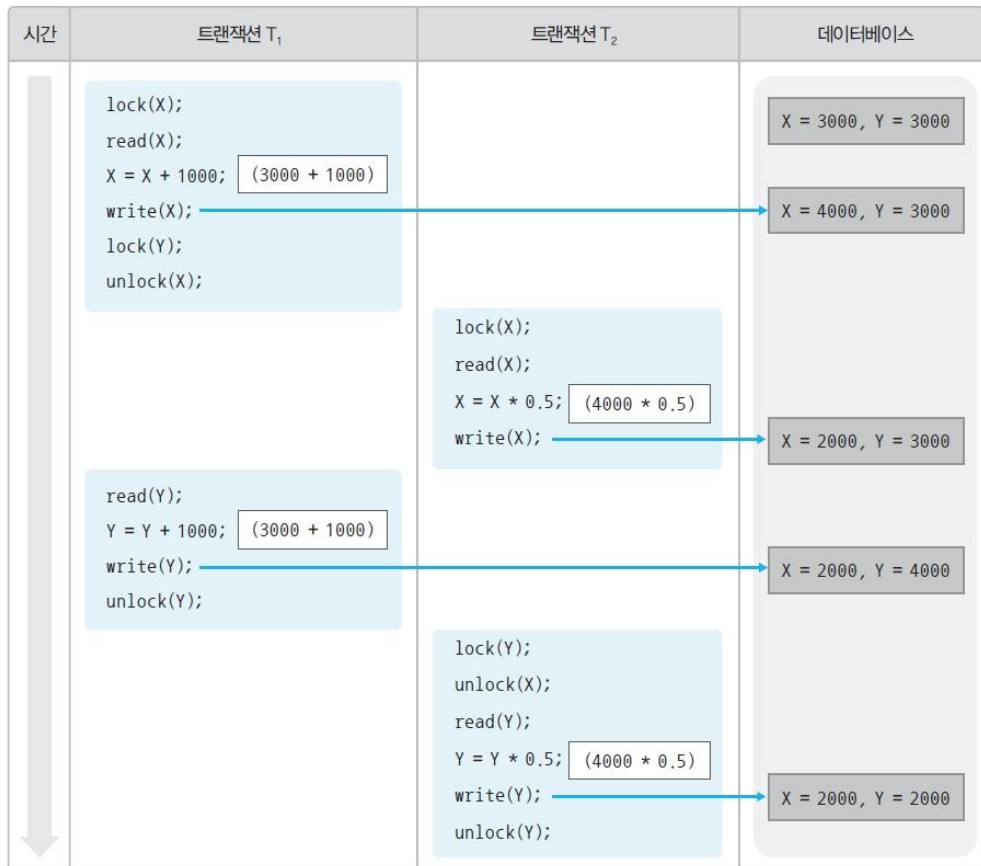 시간 트랜잭션 T₁ 트랜잭션 T₂ 데이터베이스
lock(X);
X = 3000, Y = 3000
read(X);
X = X + 1000; (3000 + 1000)
write(X); X = 4000, Y = 3000
lock(Y);
unlock(X);
lock(X);
read(X);
X = X * 0.5; (4000 * 0.5)
write(X); X = 2000, Y = 3000
read(Y);
Y = Y + 1000; (3000 + 1000)
write(Y); X = 2000, Y = 4000
unlock(Y);
lock(Y);
unlock(X);
read(Y);
Y = Y * 0.5; (4000 * 0.5)
write(Y); X = 2000, Y = 2000
unlock(Y);